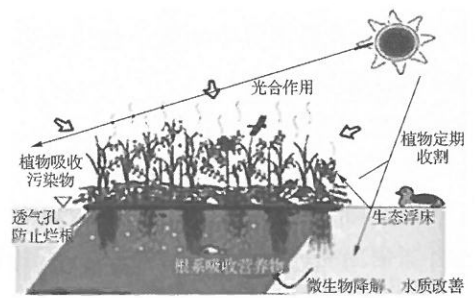 光合作用
植物定期
收割
植物吸收
污染物
透气孔、
防止烂根
生态浮床
根系吸收营养物
微生物降解、水质改善